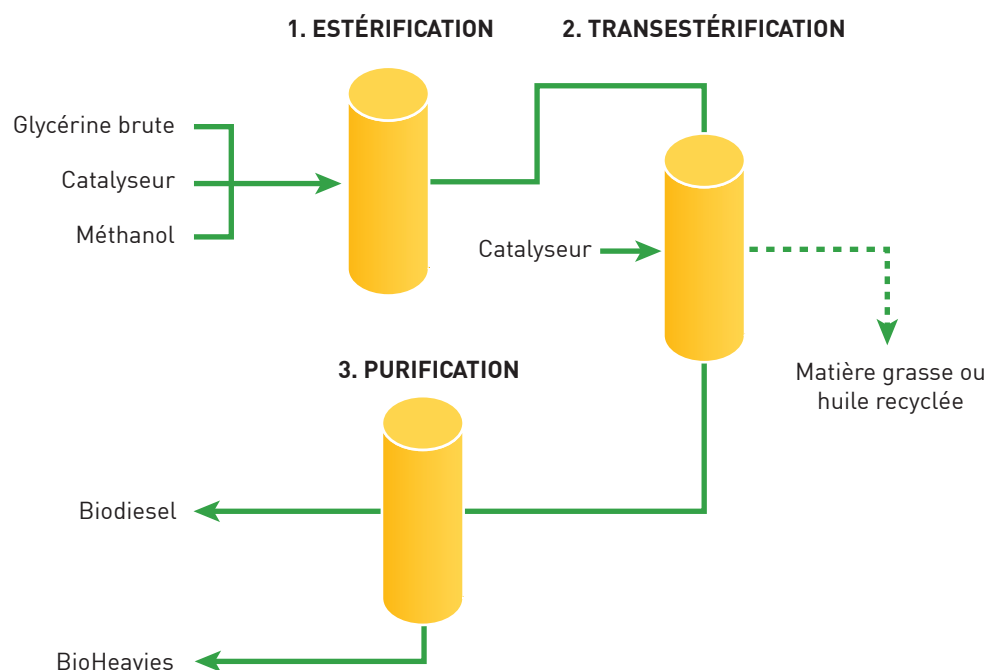 1. ESTÉRIFICATION
2. TRANSESTÉRIFICATION
Glycérine brute
Catalyseur
Méthanol
Catalyseur
Matière grasse ou
huile recyclée
3. PURIFICATION
Biodiesel
BioHeavies